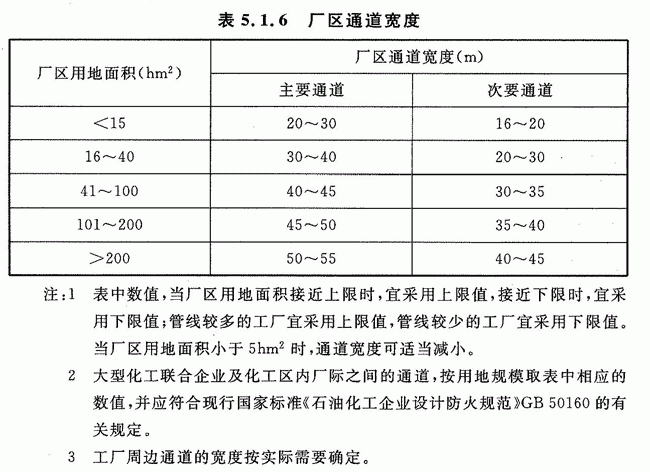 表 5.1.6 厂区通道宽度
厂区用地面积(hm²) 厂区通道宽度(m)
主要通道 次要通道
<15 20~30 16~20
16~40 30~40 20~30
41~100 40~45 30~35
101~200 45~50 35~40
>200 50~55 40~45
注:1 表中数值,当厂区用地面积接近上限时,宜采用上限值,接近下限时,宜采
用下限值;管线较多的工厂宜采用上限值,管线较少的工厂宜采用下限值。
当厂区用地面积小于 5hm² 时,通道宽度可适当减小。
2 大型化工联合企业及化工区内厂际之间的通道,按用地规模取表中相应的
数值,并应符合现行国家标准《石油化工企业设计防火规范》GB 50160 的有
关规定。
3 工厂周边通道的宽度按实际需要确定。